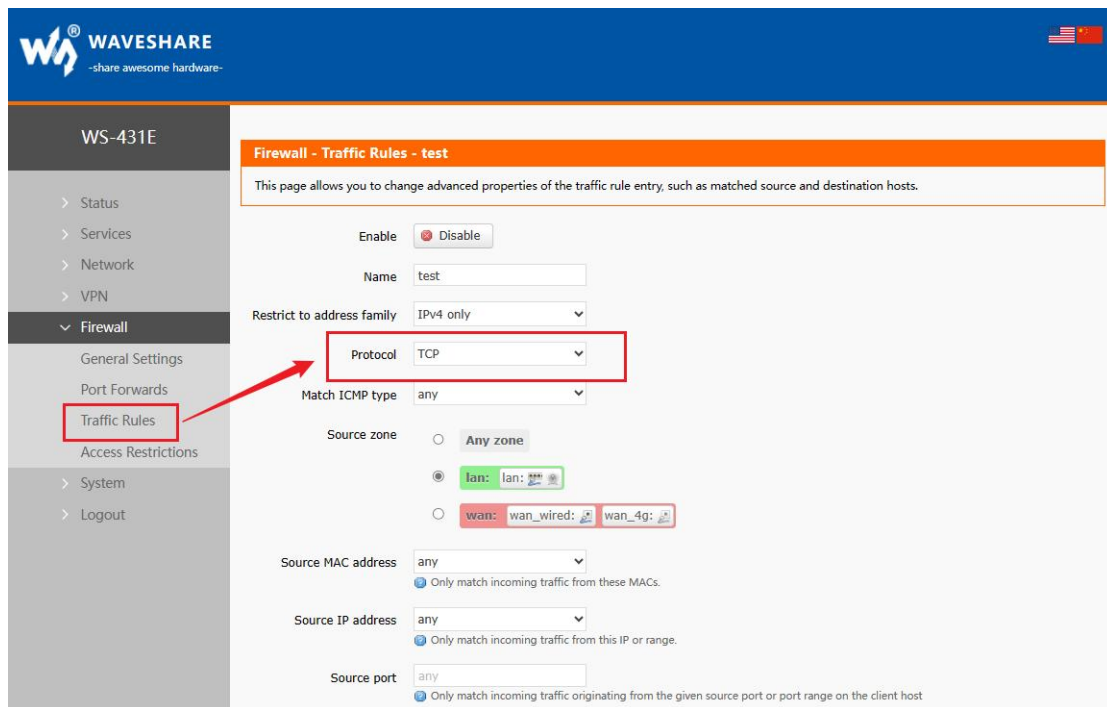 WAVESHARE
-share awesome hardware-
WS-431E
Status
Services
Network
VPN
Firewall
General Settings
Port Forwards
Traffic Rules
Access Restrictions
System
Logout
Firewall - Traffic Rules - test
This page allows you to change advanced properties of the traffic rule entry, such as matched source and destination hosts.
Enable Disable
Name test
Restrict to address family IPv4 only
Protocol TCP
Match ICMP type any
Source zone Any zone
lan: lan:
wan: wan_wired: wan_4g:
Source MAC address any
Only match incoming traffic from these MACs.
Source IP address any
Only match incoming traffic from this IP or range.
Source port any
Only match incoming traffic originating from the given source port or port range on the client host